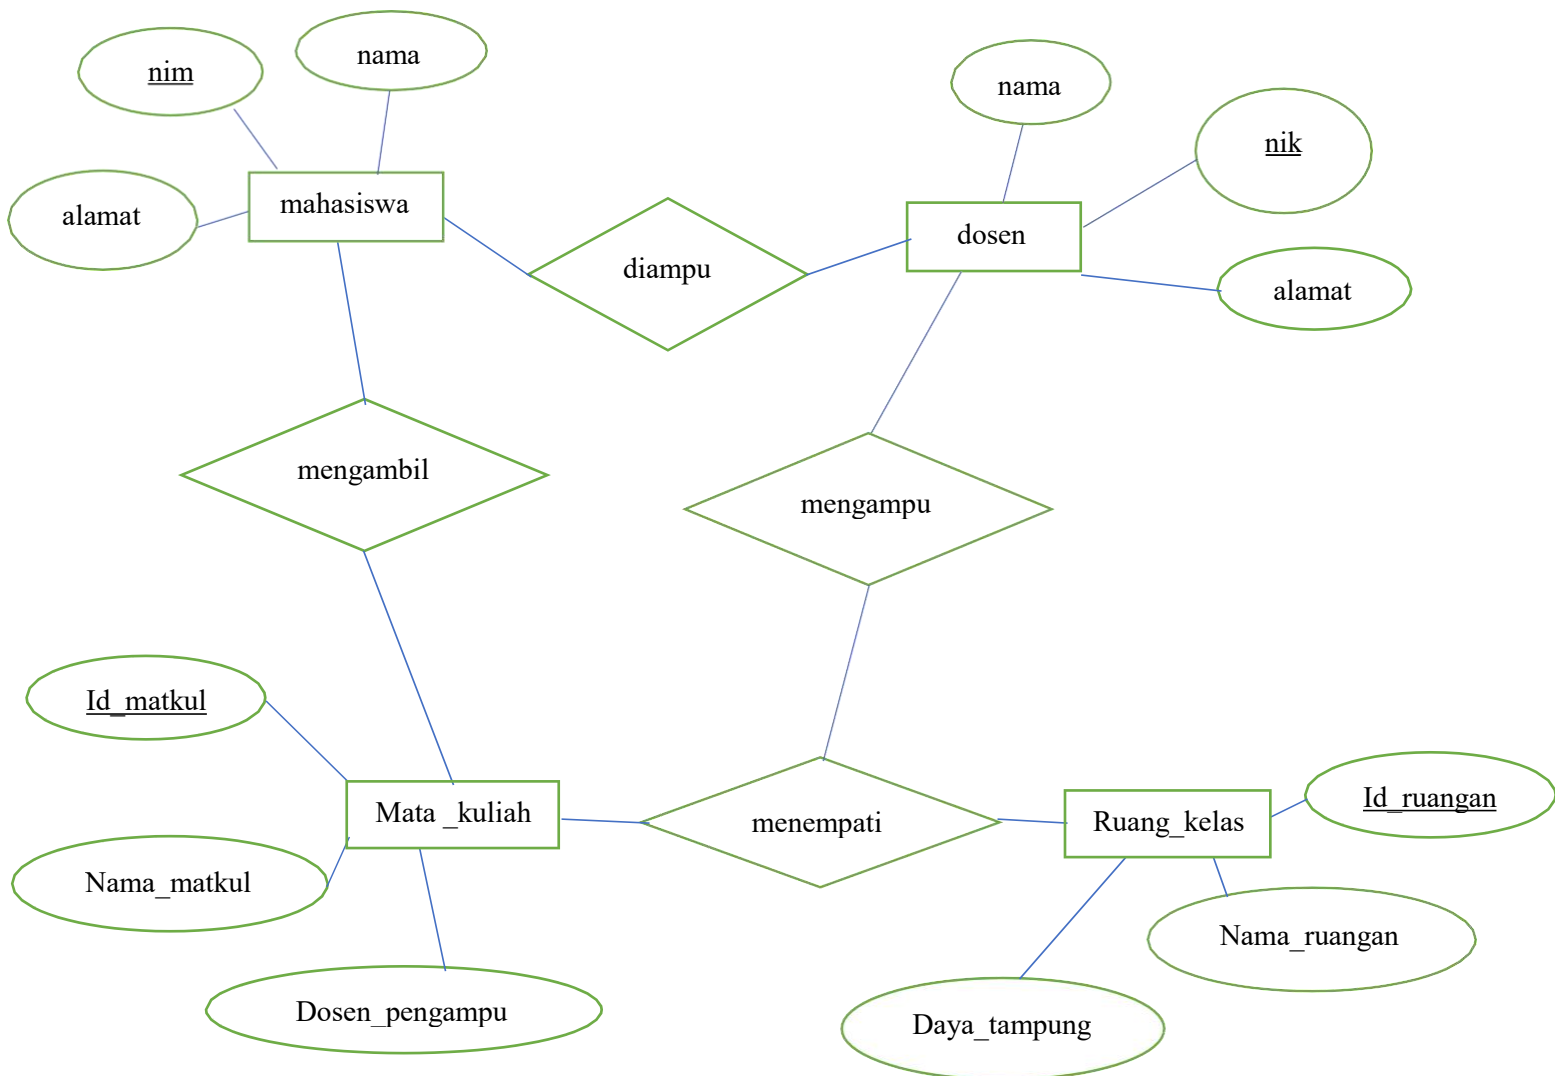 nim
nama
nama
nik
alamat
mahasiswa
dosen
diampu
alamat
mengambil
mengampu
Id_matkul
Mata _kuliah
menempati
Ruang_kelas
Id_ruangan
Nama_matkul
Nama_ruangan
Dosen_pengampu
Daya_tampung